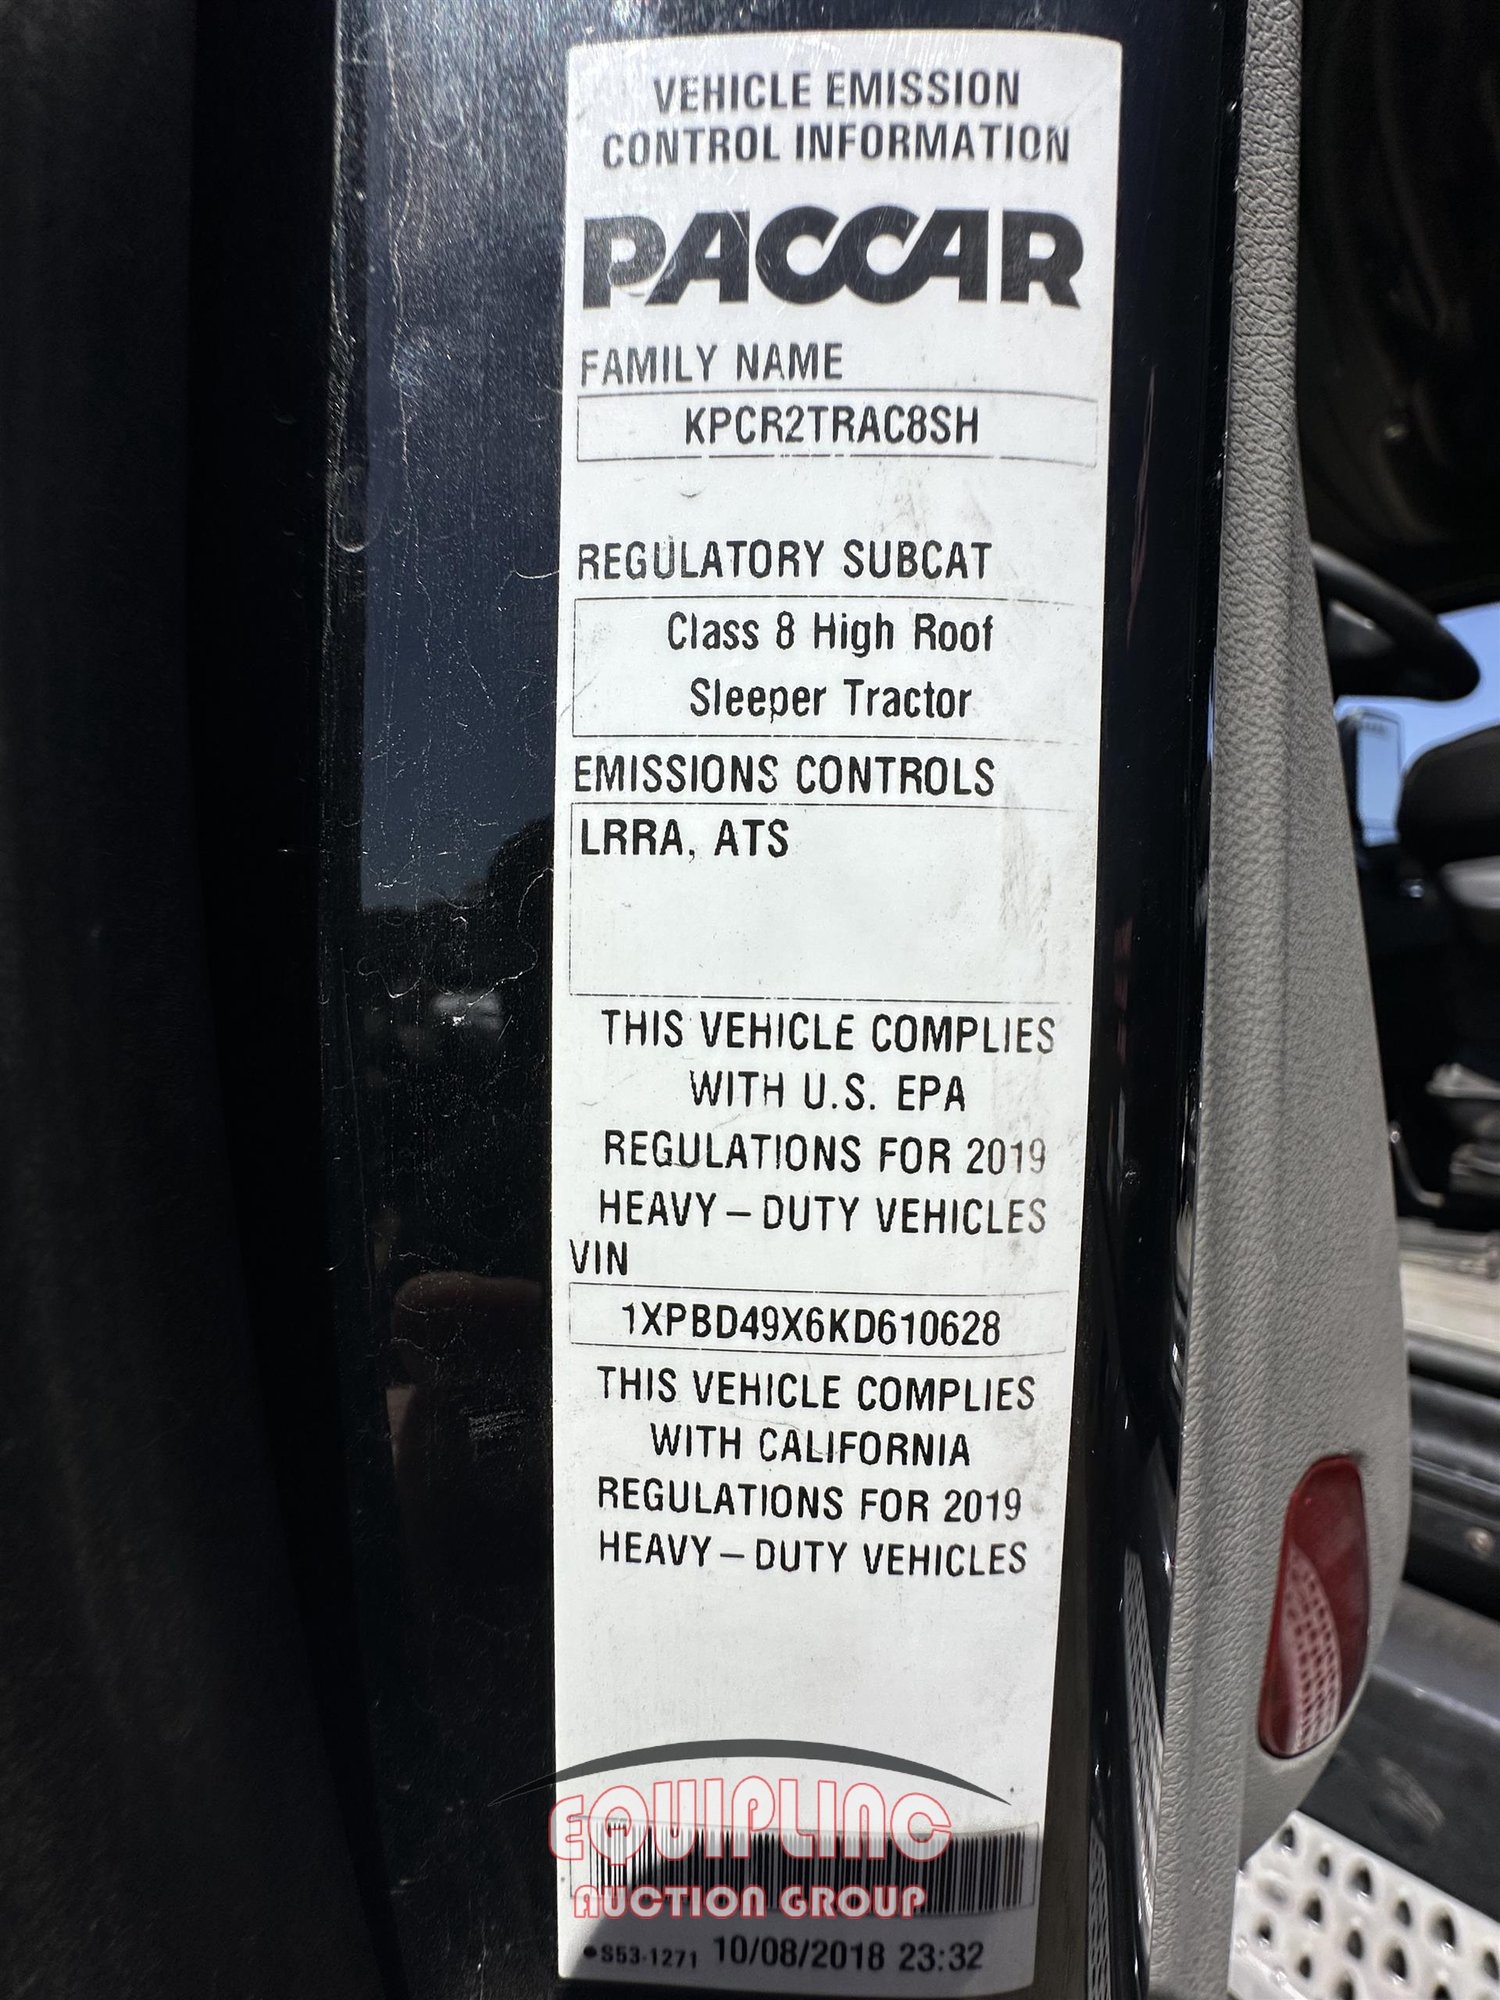 VEHICLE EMISSION
CONTROL INFORMATION
PACCAR
FAMILY NAME
KPCR2TRAC8SH
REGULATORY SUBCAT
Class 8 High Roof
Sleeper Tractor
EMISSIONS CONTROLS
LRRA, ATS
THIS VEHICLE COMPLIES
WITH U.S. EPA
REGULATIONS FOR 2019
HEAVY – DUTY VEHICLES
VIN
1XPBD49X6KD610628
THIS VEHICLE COMPLIES
WITH CALIFORNIA
REGULATIONS FOR 2019
HEAVY – DUTY VEHICLES
EQUIPLINC
AUCTION GROUP
•S53-1271 10/08/2018 23:32